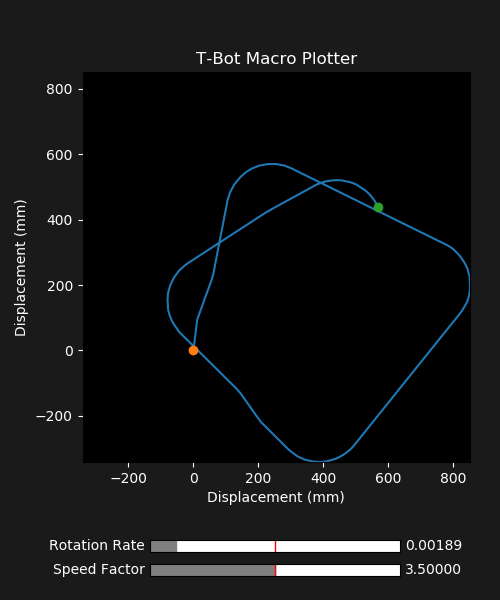 T-Bot Macro Plotter
800
600
400
200
0
−200
Displacement (mm)
−200 0 200 400 600 800
Displacement (mm)
Rotation Rate 0.00189
Speed Factor 3.50000